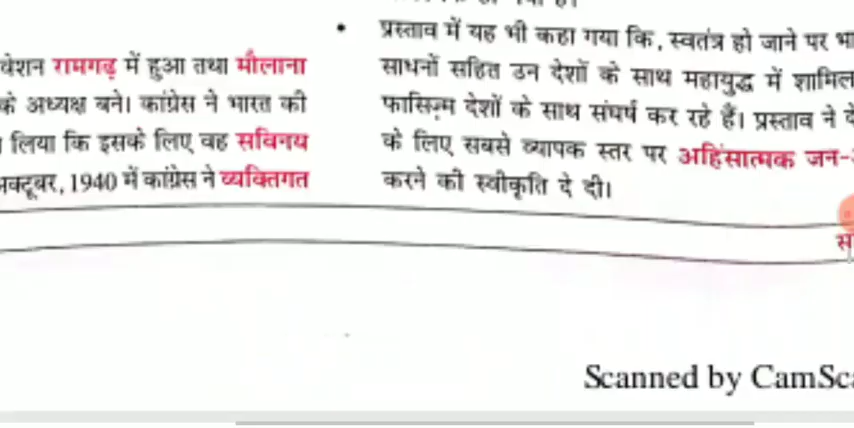 वेशन रामगढ़ में हुआ तथा मौलाना
के अध्यक्ष बने। कांग्रेस ने भारत की
लिया कि इसके लिए वह सविनय
अक्टूबर, 1940 में कांग्रेस ने व्यक्तिगत
• प्रस्ताव में यह भी कहा गया कि, स्वतंत्र हो जाने पर भा
साधनों सहित उन देशों के साथ महायुद्ध में शामिल
फासिज़्म देशों के साथ संघर्ष कर रहे हैं। प्रस्ताव ने दे
के लिए सबसे व्यापक स्तर पर अहिंसात्मक जन-
करने की स्वीकृति दे दी।
Scanned by CamSca